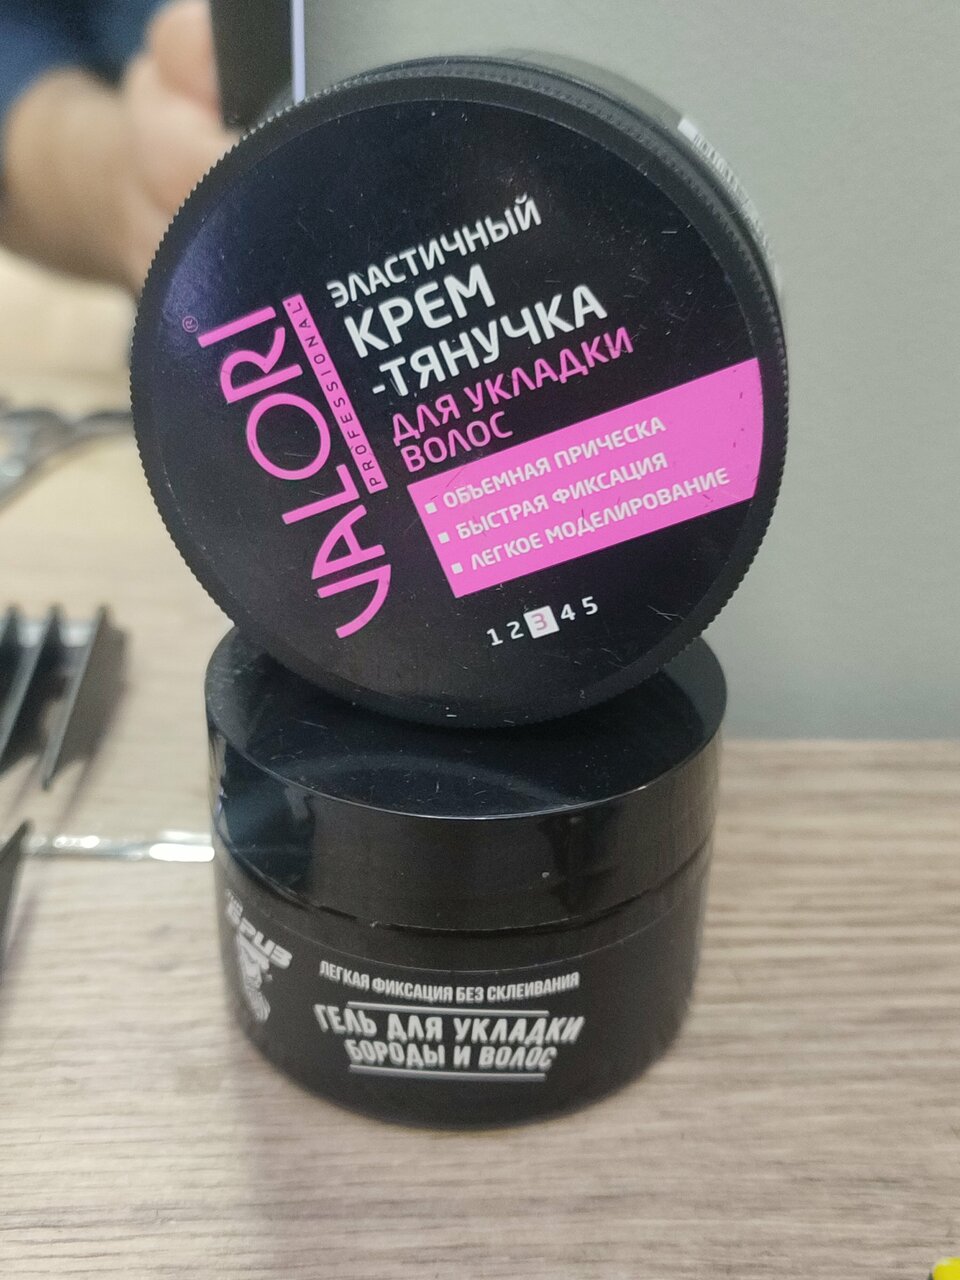 VALORI®
PROFESSIONAL
ЭЛАСТИЧНЫЙ
КРЕМ
-ТЯНУЧКА
ДЛЯ УКЛАДКИ
ВОЛОС
▪ ОБЪЕМНАЯ ПРИЧЕСКА
▪ БЫСТРАЯ ФИКСАЦИЯ
▪ ЛЕГКОЕ МОДЕЛИРОВАНИЕ
1 2 3 4 5
ЛЕГКАЯ ФИКСАЦИЯ БЕЗ СКЛЕИВАНИЯ
ГЕЛЬ ДЛЯ УКЛАДКИ
БОРОДЫ И ВОЛОС